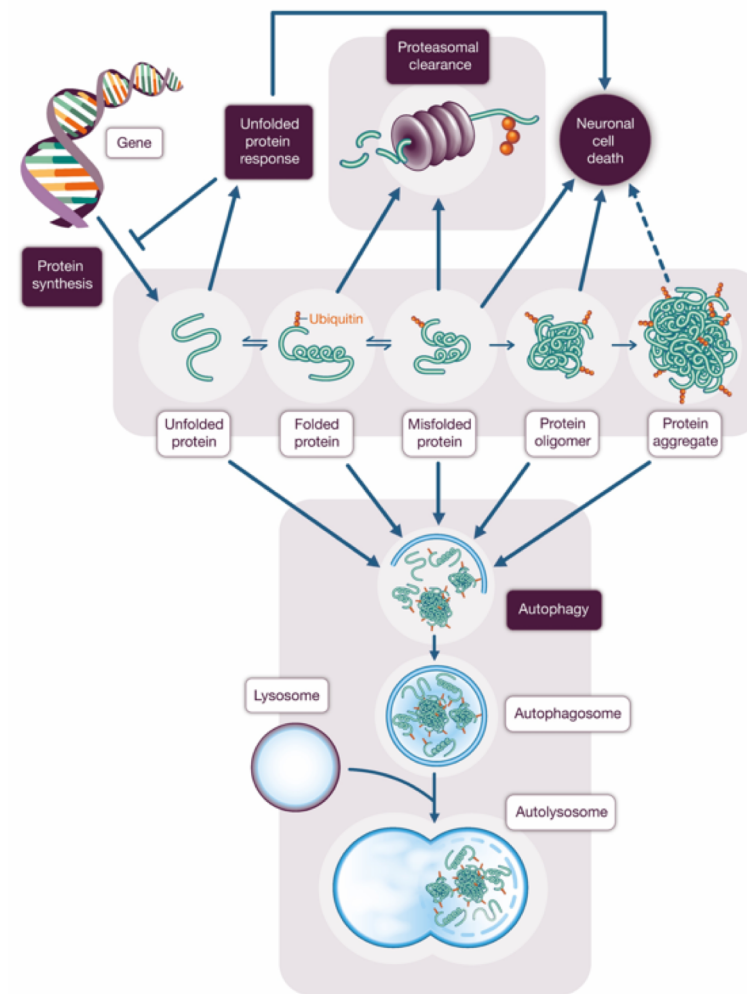 Proteasomal
clearance
Gene
Unfolded
protein
response
Neuronal
cell
death
Protein
synthesis
Ubiquitin
Unfolded
protein
Folded
protein
Misfolded
protein
Protein
oligomer
Protein
aggregate
Autophagy
Lysosome
Autophagosome
Autolysosome